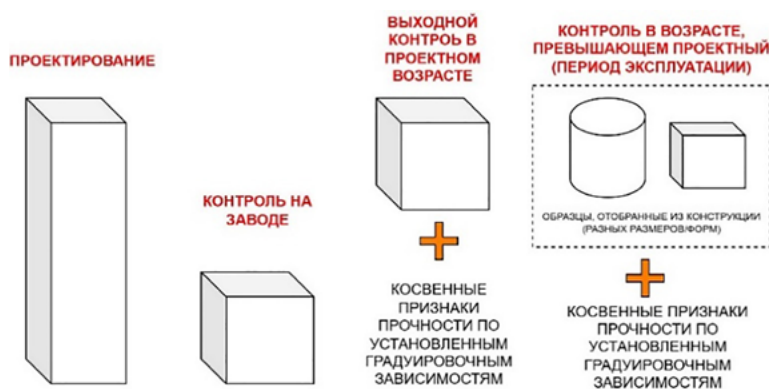 ПРОЕКТИРОВАНИЕ
КОНТРОЛЬ НА
ЗАВОДЕ
ВЫХОДНОЙ
КОНТРОЬ В
ПРОЕКТНОМ
ВОЗРАСТЕ
КОСВЕННЫЕ
ПРИЗНАКИ
ПРОЧНОСТИ ПО
УСТАНОВЛЕННЫМ
ГРАДУИРОВОЧНЫМ
ЗАВИСИМОСТЯМ
КОНТРОЛЬ В ВОЗРАСТЕ,
ПРЕВЫШАЮЩЕМ ПРОЕКТНЫЙ
(ПЕРИОД ЭКСПЛУАТАЦИИ)
ОБРАЗЦЫ, ОТОБРАННЫЕ ИЗ КОНСТРУКЦИИ
(РАЗНЫХ РАЗМЕРОВ/ФОРМ)
КОСВЕННЫЕ ПРИЗНАКИ
ПРОЧНОСТИ ПО
УСТАНОВЛЕННЫМ
ГРАДУИРОВОЧНЫМ
ЗАВИСИМОСТЯМ